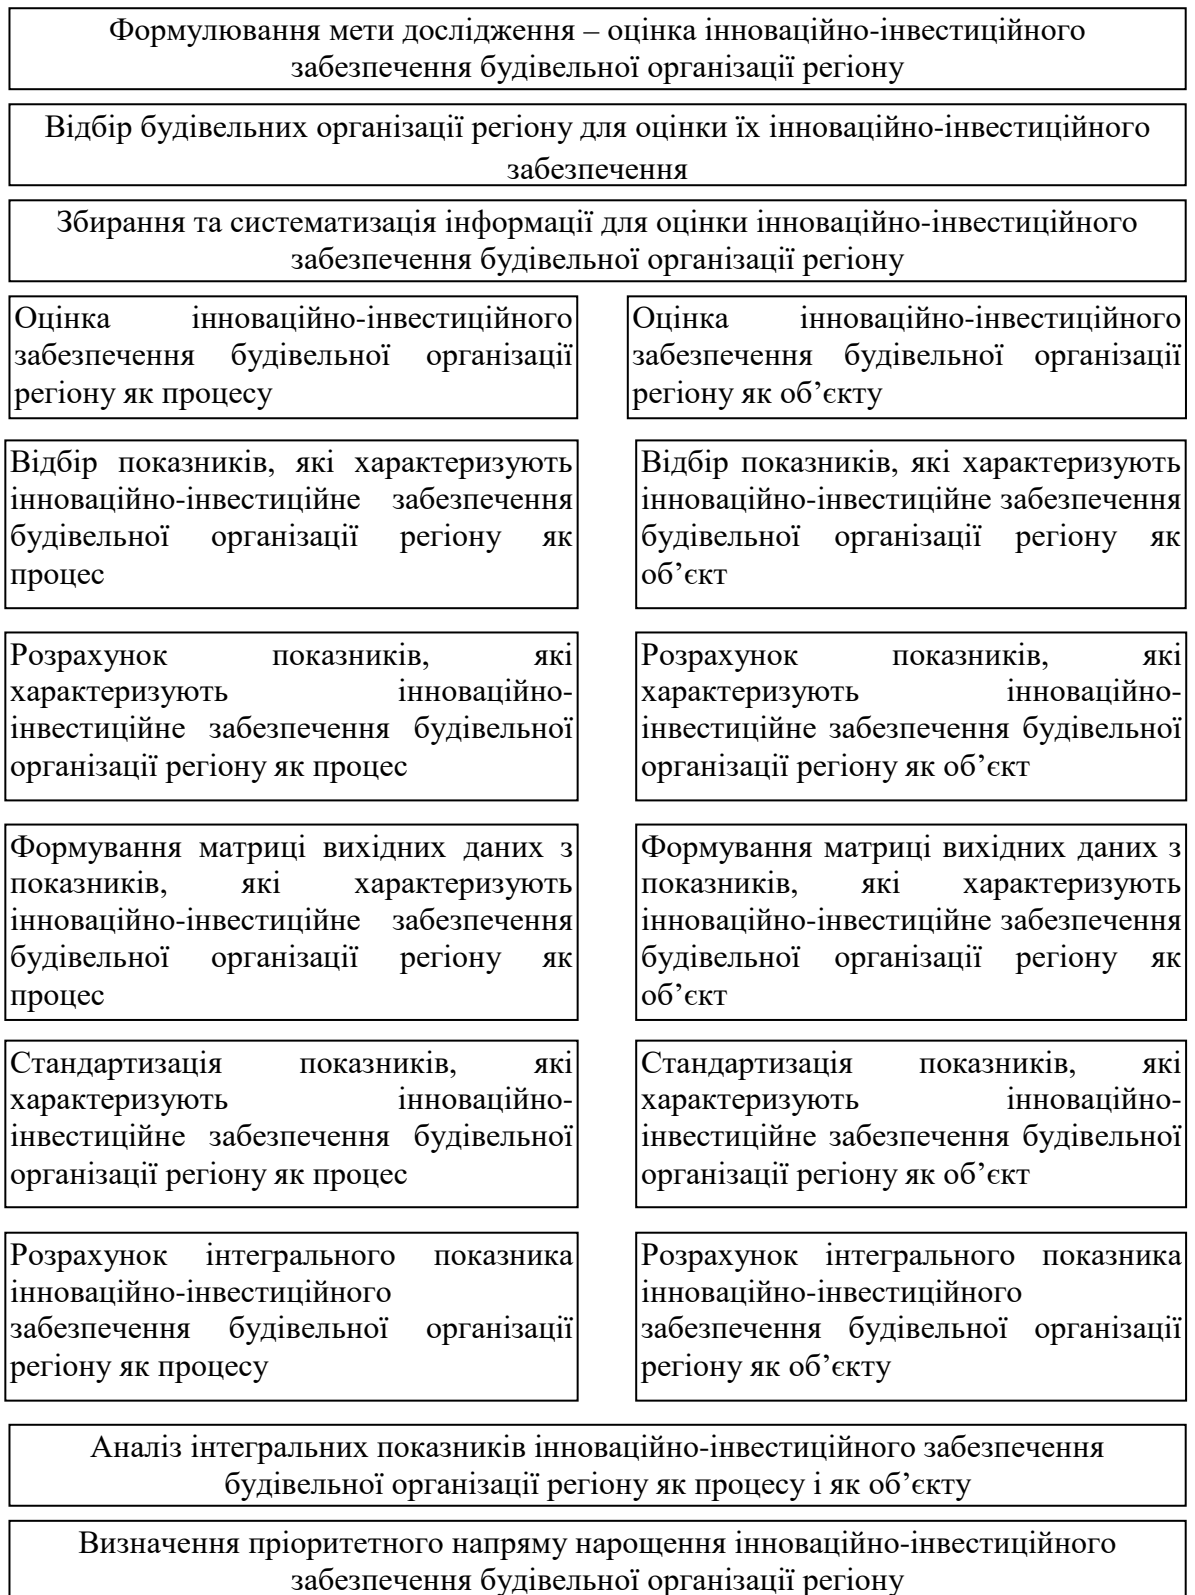 Формулювання мети дослідження – оцінка інноваційно-інвестиційного
забезпечення будівельної організації регіону
Відбір будівельних організації регіону для оцінки їх інноваційно-інвестиційного
забезпечення
Збирання та систематизація інформації для оцінки інноваційно-інвестиційного
забезпечення будівельної організації регіону
Оцінка інноваційно-інвестиційного
забезпечення будівельної організації
регіону як процесу
Оцінка інноваційно-інвестиційного
забезпечення будівельної організації
регіону як об’єкту
Відбір показників, які характеризують
інноваційно-інвестиційне забезпечення
будівельної організації регіону як
процес
Відбір показників, які характеризують
інноваційно-інвестиційне забезпечення
будівельної організації регіону як
об’єкт
Розрахунок показників, які
характеризують інноваційно-
інвестиційне забезпечення будівельної
організації регіону як процес
Розрахунок показників, які
характеризують інноваційно-
інвестиційне забезпечення будівельної
організації регіону як об’єкт
Формування матриці вихідних даних з
показників, які характеризують
інноваційно-інвестиційне забезпечення
будівельної організації регіону як
процес
Формування матриці вихідних даних з
показників, які характеризують
інноваційно-інвестиційне забезпечення
будівельної організації регіону як
об’єкт
Стандартизація показників, які
характеризують інноваційно-
інвестиційне забезпечення будівельної
організації регіону як процес
Стандартизація показників, які
характеризують інноваційно-
інвестиційне забезпечення будівельної
організації регіону як об’єкт
Розрахунок інтегрального показника
інноваційно-інвестиційного
забезпечення будівельної організації
регіону як процесу
Розрахунок інтегрального показника
інноваційно-інвестиційного
забезпечення будівельної організації
регіону як об’єкту
Аналіз інтегральних показників інноваційно-інвестиційного забезпечення
будівельної організації регіону як процесу і як об’єкту
Визначення пріоритетного напряму нарощення інноваційно-інвестиційного
забезпечення будівельної організації регіону